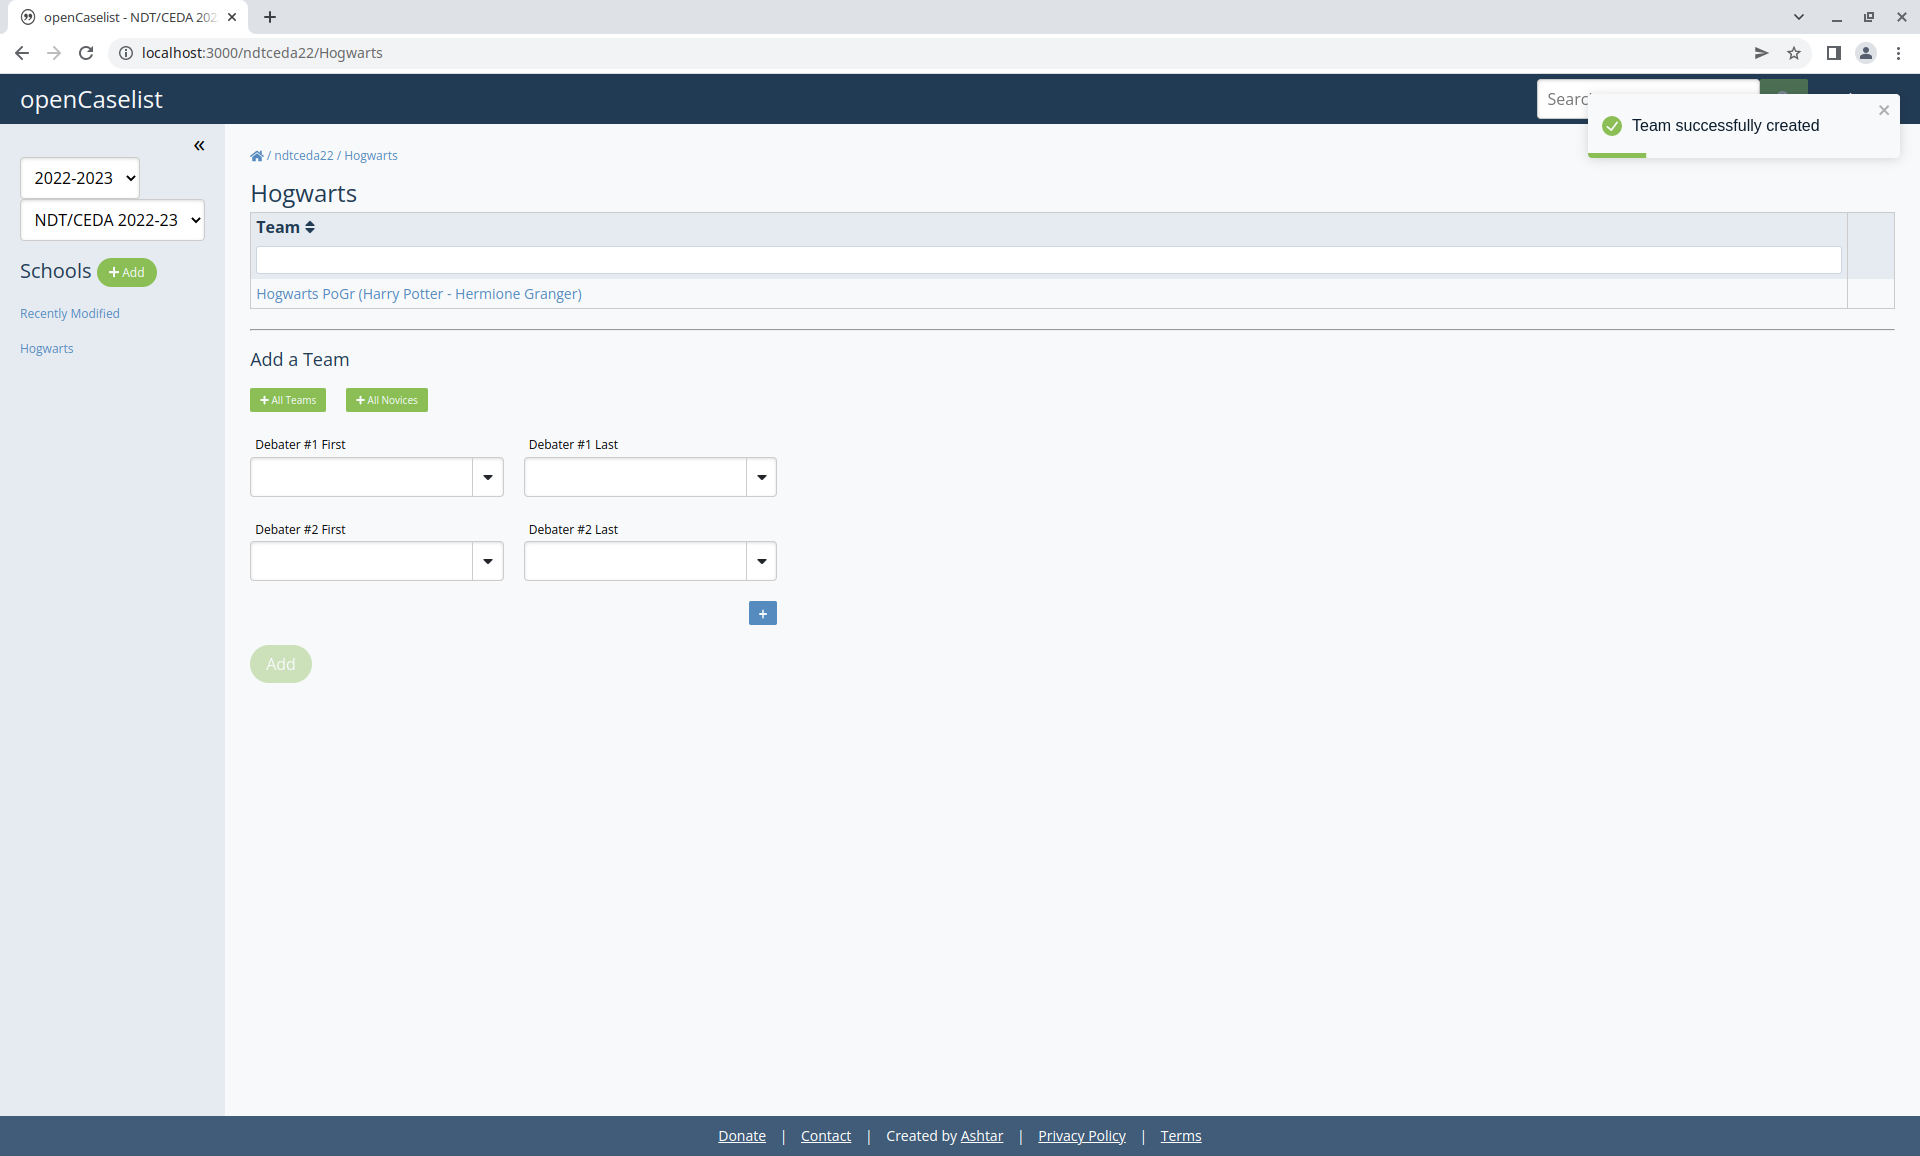 openCaselist - NDT/CEDA 202
localhost:3000/ndtceda22/Hogwarts
openCaselist
Team successfully created
«
/ ndtceda22 / Hogwarts
2022-2023
NDT/CEDA 2022-23
Hogwarts
Team
Schools
+ Add
Hogwarts PoGr (Harry Potter - Hermione Granger)
Recently Modified
Hogwarts
Add a Team
+ All Teams
+ All Novices
Debater #1 First
Debater #1 Last
Debater #2 First
Debater #2 Last
+
Add
Donate | Contact | Created by Ashtar | Privacy Policy | Terms